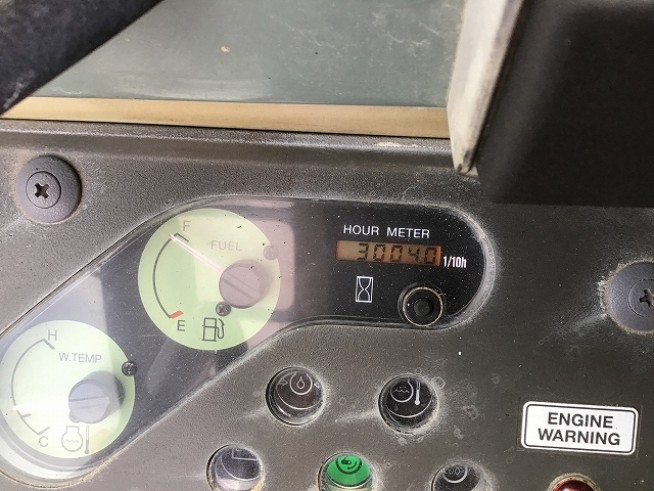 HOUR METER
30040 1/10h
F
FUEL
E
H
W.TEMP
C
ENGINE
WARNING